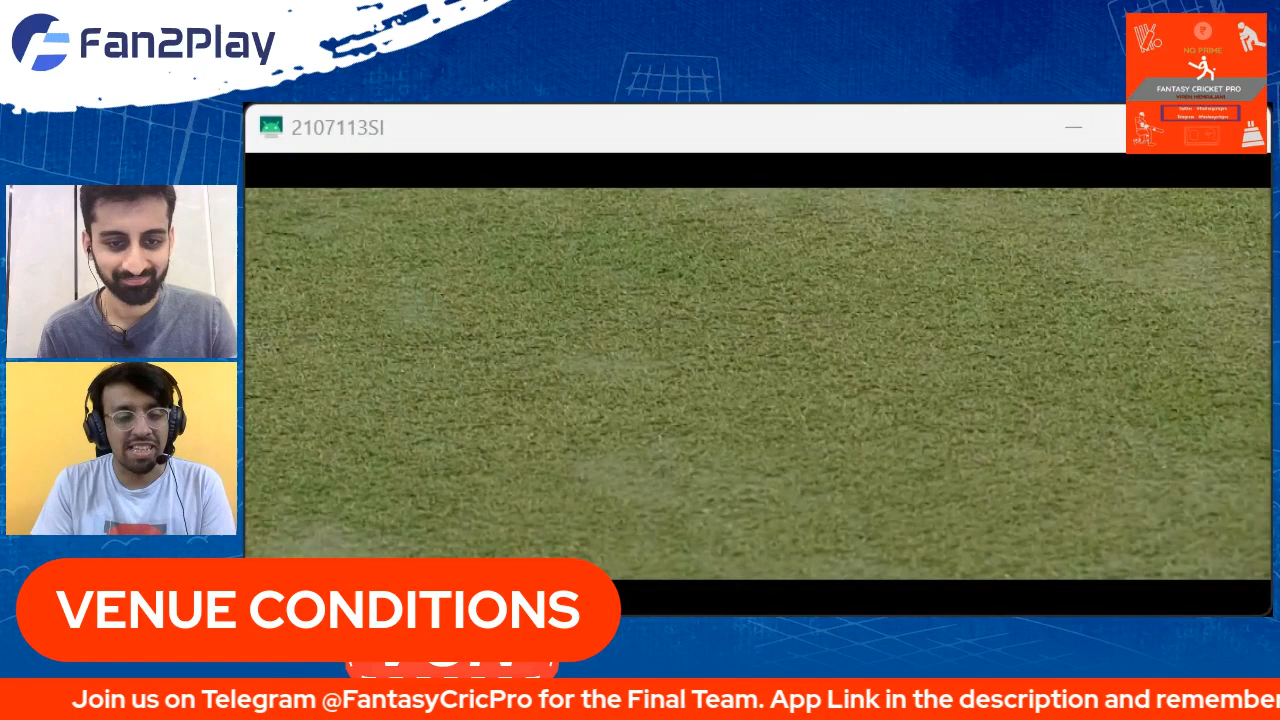 Fan2Play
NO PRIME
FANTASY CRICKET PRO
2107113SI
VENUE CONDITIONS
Join us on Telegram @FantasyCricPro for the Final Team. App Link in the description and remember